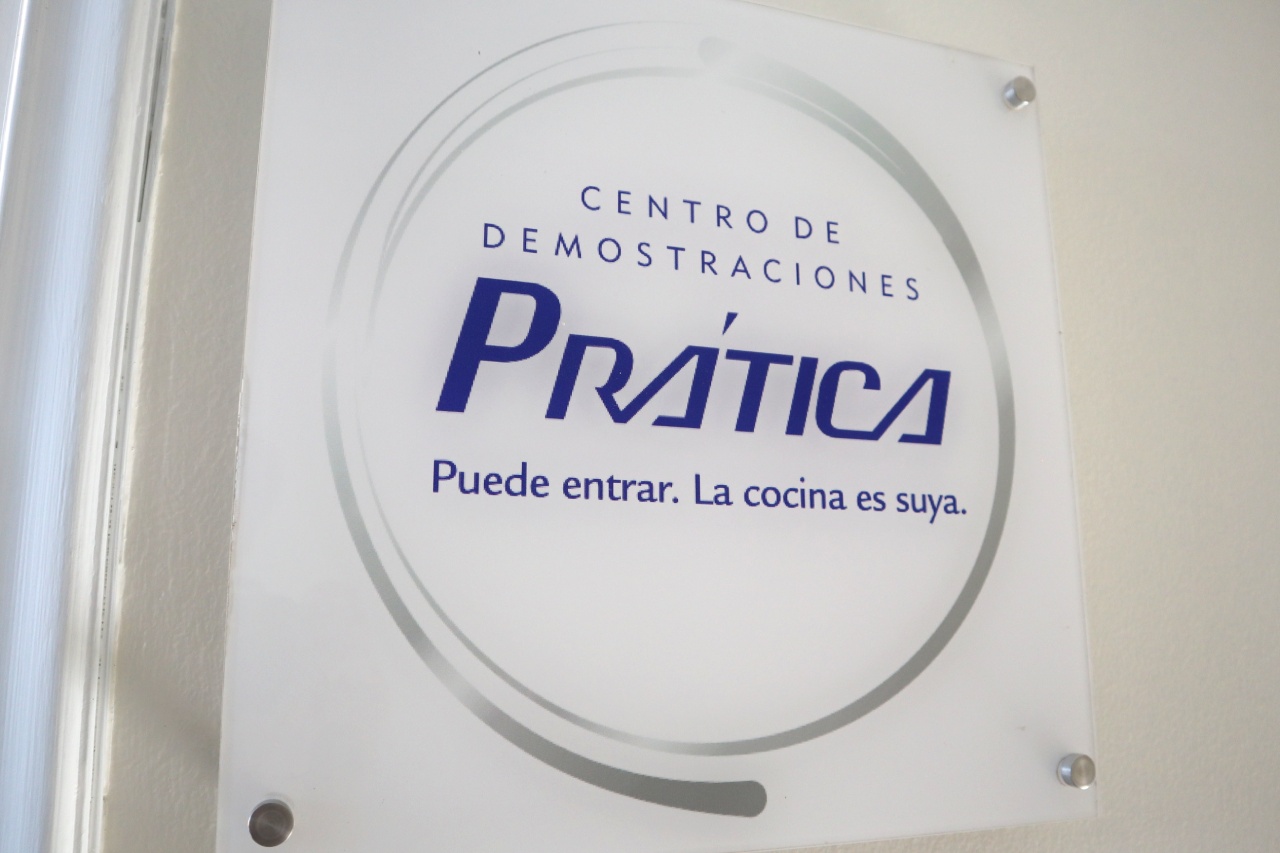 CENTRO DE
DEMOSTRACIONES
PRÁTICA
Puede entrar. La cocina es suya.